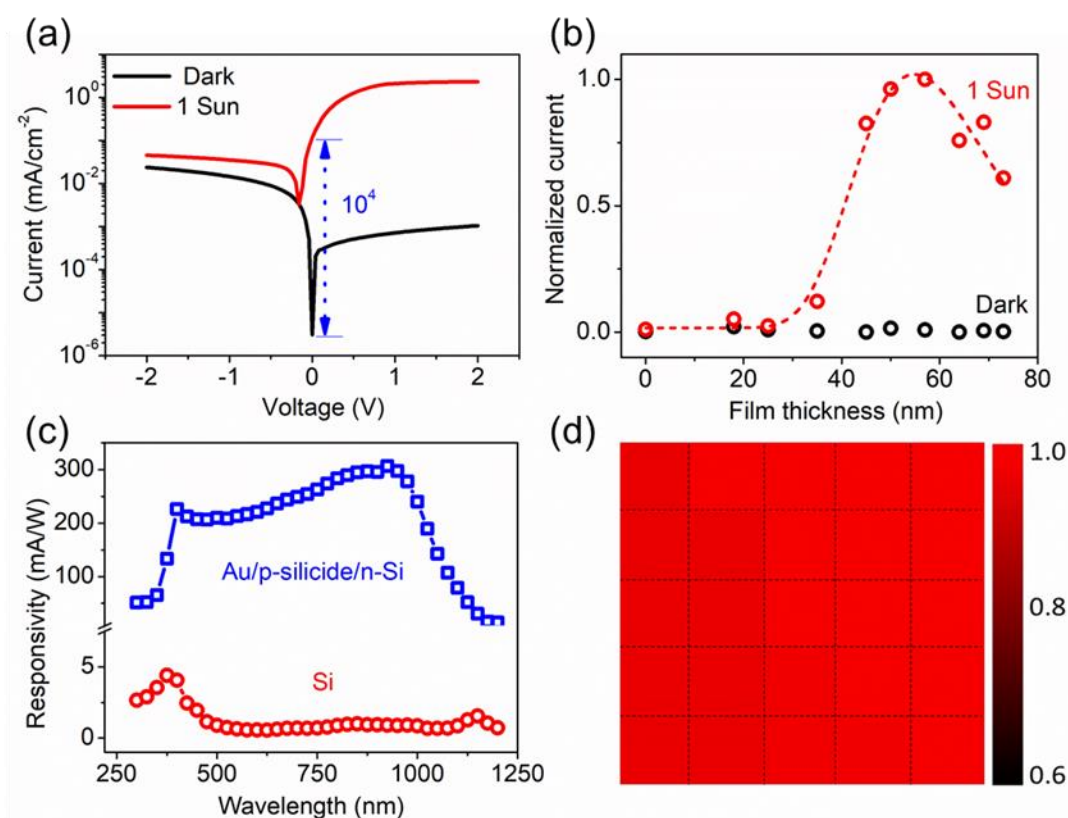 (a)
Dark
1 Sun
10^4
Current (mA/cm^-2)
10^0
10^-2
10^-4
10^-6
-2
-1
0
1
2
Voltage (V)
(b)
1 Sun
Dark
Normalized current
1.0
0.5
0.0
0
20
40
60
80
Film thickness (nm)
(c)
Responsivity (mA/W)
300
200
100
5
0
Au/p-silicide/n-Si
Si
250
500
750
1000
1250
Wavelength (nm)
(d)
1.0
0.8
0.6